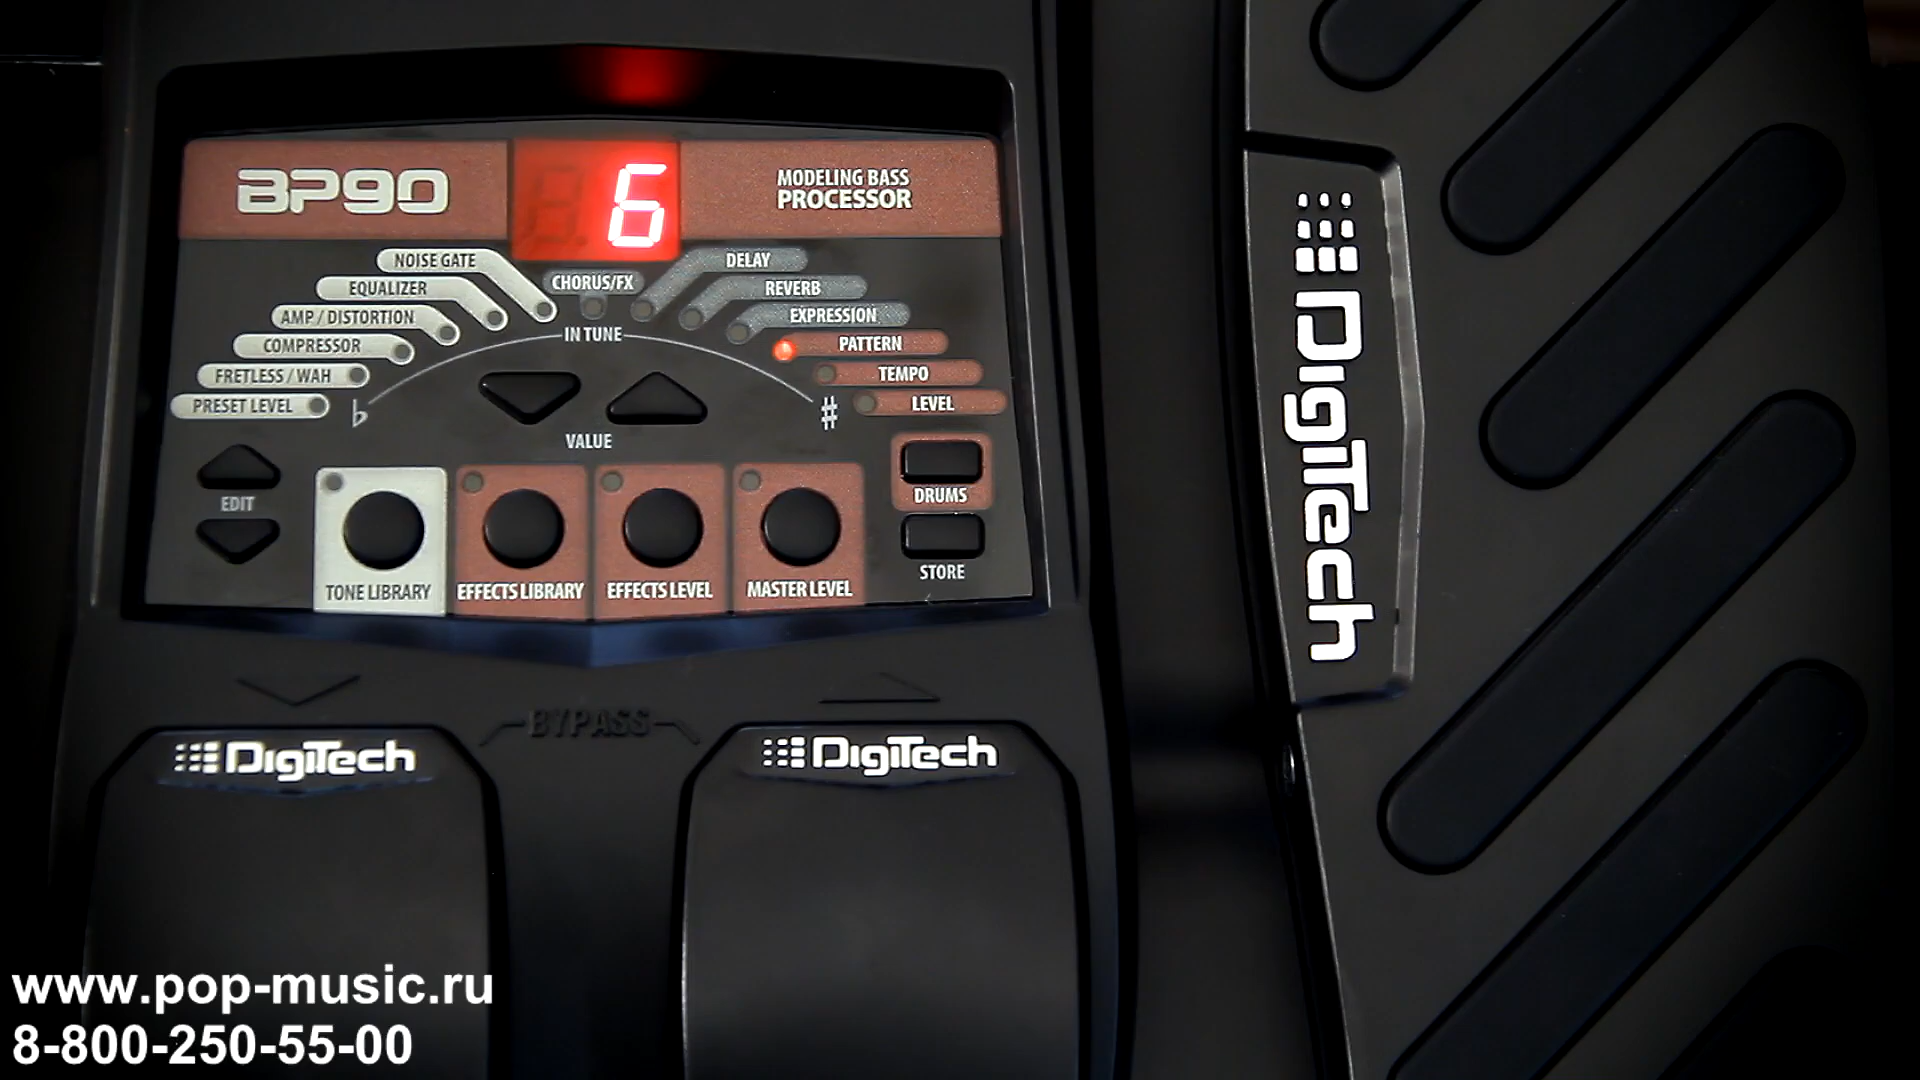 BP90
6
MODELING BASS
PROCESSOR
NOISE GATE
EQUALIZER
AMP / DISTORTION
COMPRESSOR
FRETLESS / WAH
PRESET LEVEL
CHORUS/FX
DELAY
REVERB
EXPRESSION
PATTERN
TEMPO
LEVEL
IN TUNE
♭
♯
VALUE
EDIT
DRUMS
STORE
TONE LIBRARY
EFFECTS LIBRARY
EFFECTS LEVEL
MASTER LEVEL
BYPASS
DigiTech
DigiTech
DigiTech
www.pop-music.ru
8-800-250-55-00